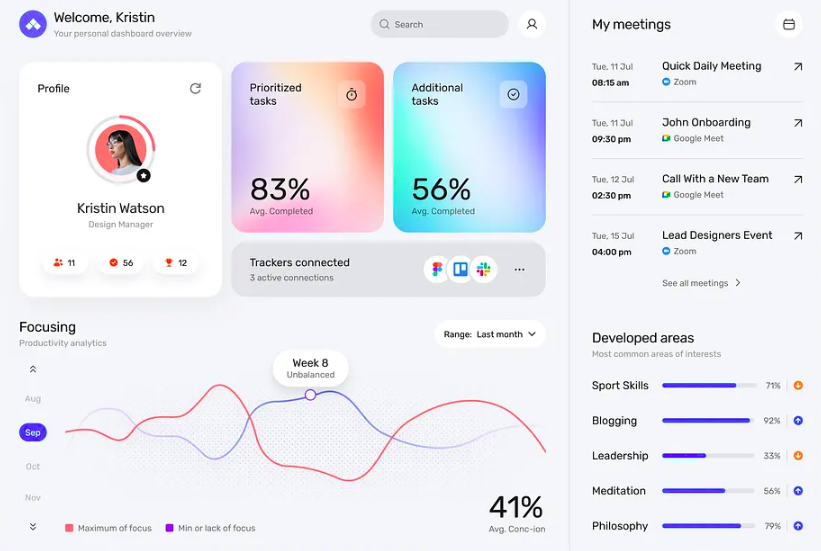 Welcome, Kristin
Your personal dashboard overview
Search
Profile
Kristin Watson
Design Manager
11
56
12
Prioritized
tasks
83%
Avg. Completed
Additional
tasks
56%
Avg. Completed
Trackers connected
3 active connections
Focusing
Productivity analytics
Range: Last month
Week 8
Unbalanced
Aug
Sep
Oct
Nov
Maximum of focus
Min or lack of focus
41%
Avg. Conc-ion
My meetings
Tue, 11 Jul
08:15 am
Quick Daily Meeting
Zoom
Tue, 11 Jul
09:30 pm
John Onboarding
Google Meet
Tue, 12 Jul
02:30 pm
Call With a New Team
Google Meet
Tue, 15 Jul
04:00 pm
Lead Designers Event
Zoom
See all meetings
Developed areas
Most common areas of interests
Sport Skills 71%
Blogging 92%
Leadership 33%
Meditation 56%
Philosophy 79%